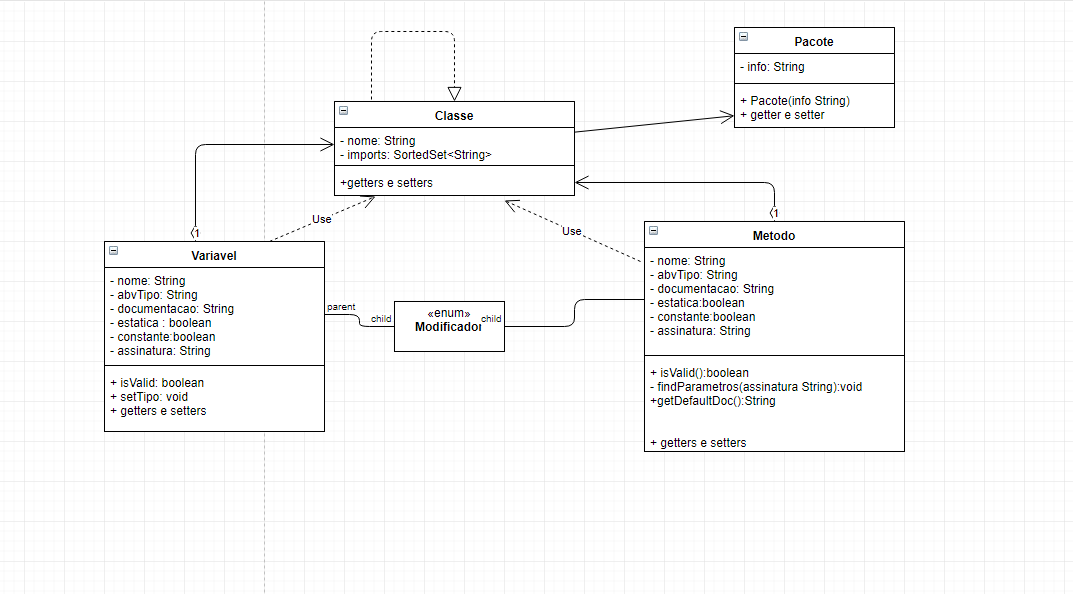 Pacote
- info: String
+ Pacote(info String)
+ getter e setter
Classe
- nome: String
- imports: SortedSet<String>
+getters e setters
1
Use
Use
1
Variavel
- nome: String
- abvTipo: String
- documentacao: String
- estatica : boolean
- constante:boolean
- assinatura: String
+ isValid: boolean
+ setTipo: void
+ getters e setters
parent
child
«enum»
Modificador
child
Metodo
- nome: String
- abvTipo: String
- documentacao: String
- estatica:boolean
- constante:boolean
- assinatura: String
+ isValid():boolean
- findParametros(assinatura String):void
+getDefaultDoc():String
+ getters e setters